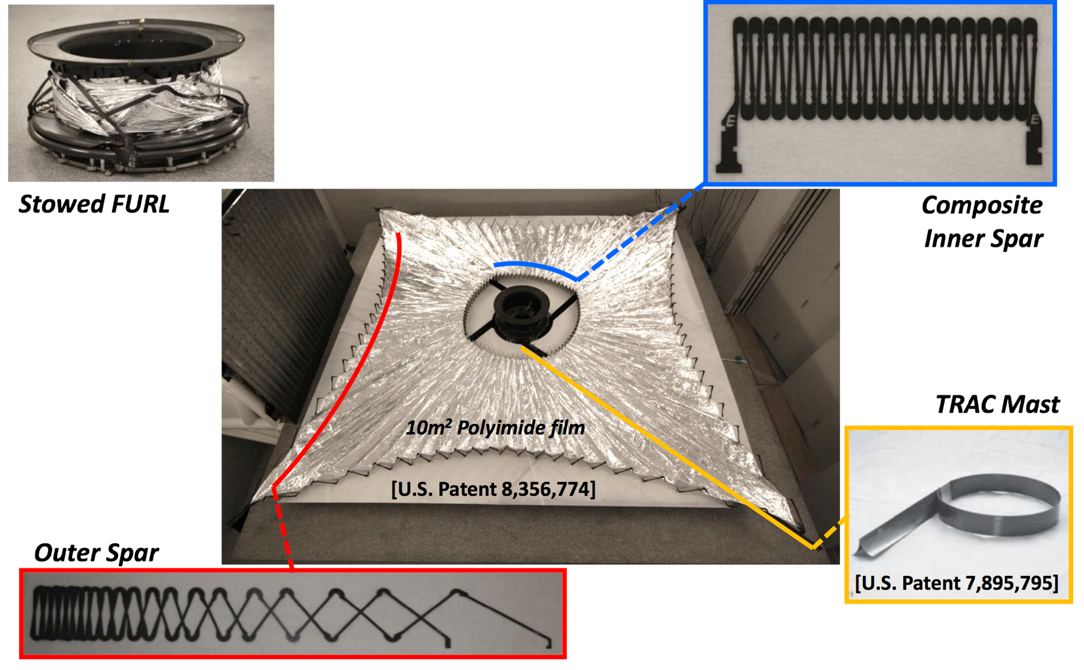 Stowed FURL
Composite
Inner Spar
E
E
TRAC Mast
10m² Polyimide film
[U.S. Patent 8,356,774]
Outer Spar
[U.S. Patent 7,895,795]